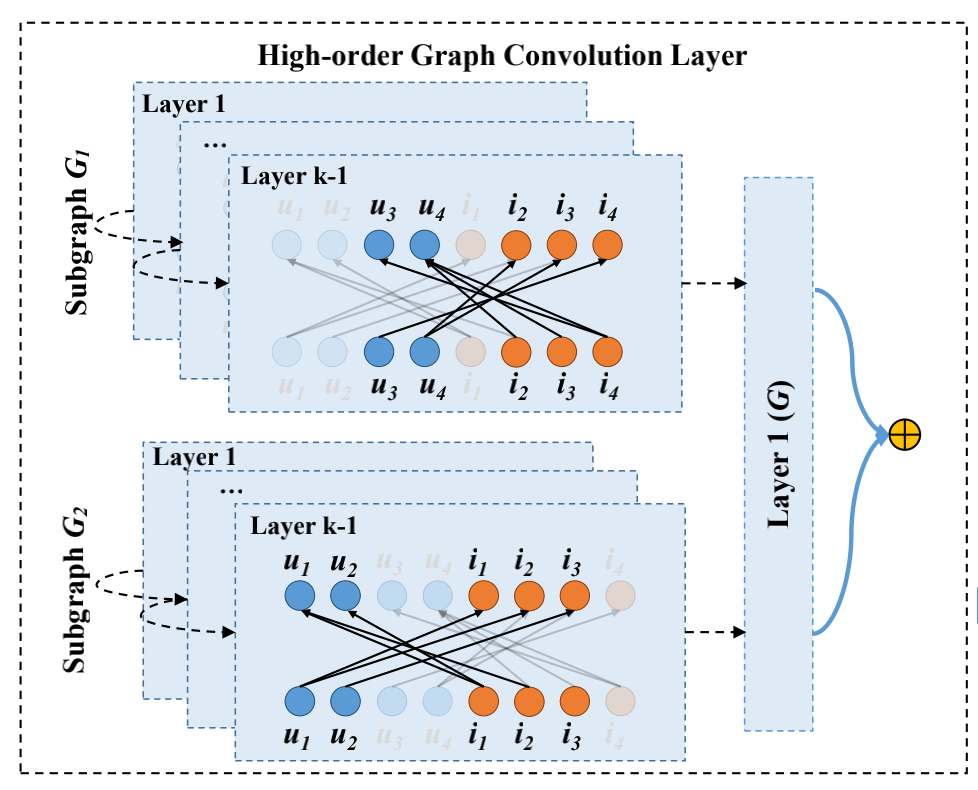 High-order Graph Convolution Layer
Subgraph G1
Layer 1
...
Layer k-1
u1 u2 u3 u4 i1 i2 i3 i4
u1 u2 u3 u4 i1 i2 i3 i4
Subgraph G2
Layer 1
...
Layer k-1
u1 u2 u3 u4 i1 i2 i3 i4
u1 u2 u3 u4 i1 i2 i3 i4
Layer 1 (G)